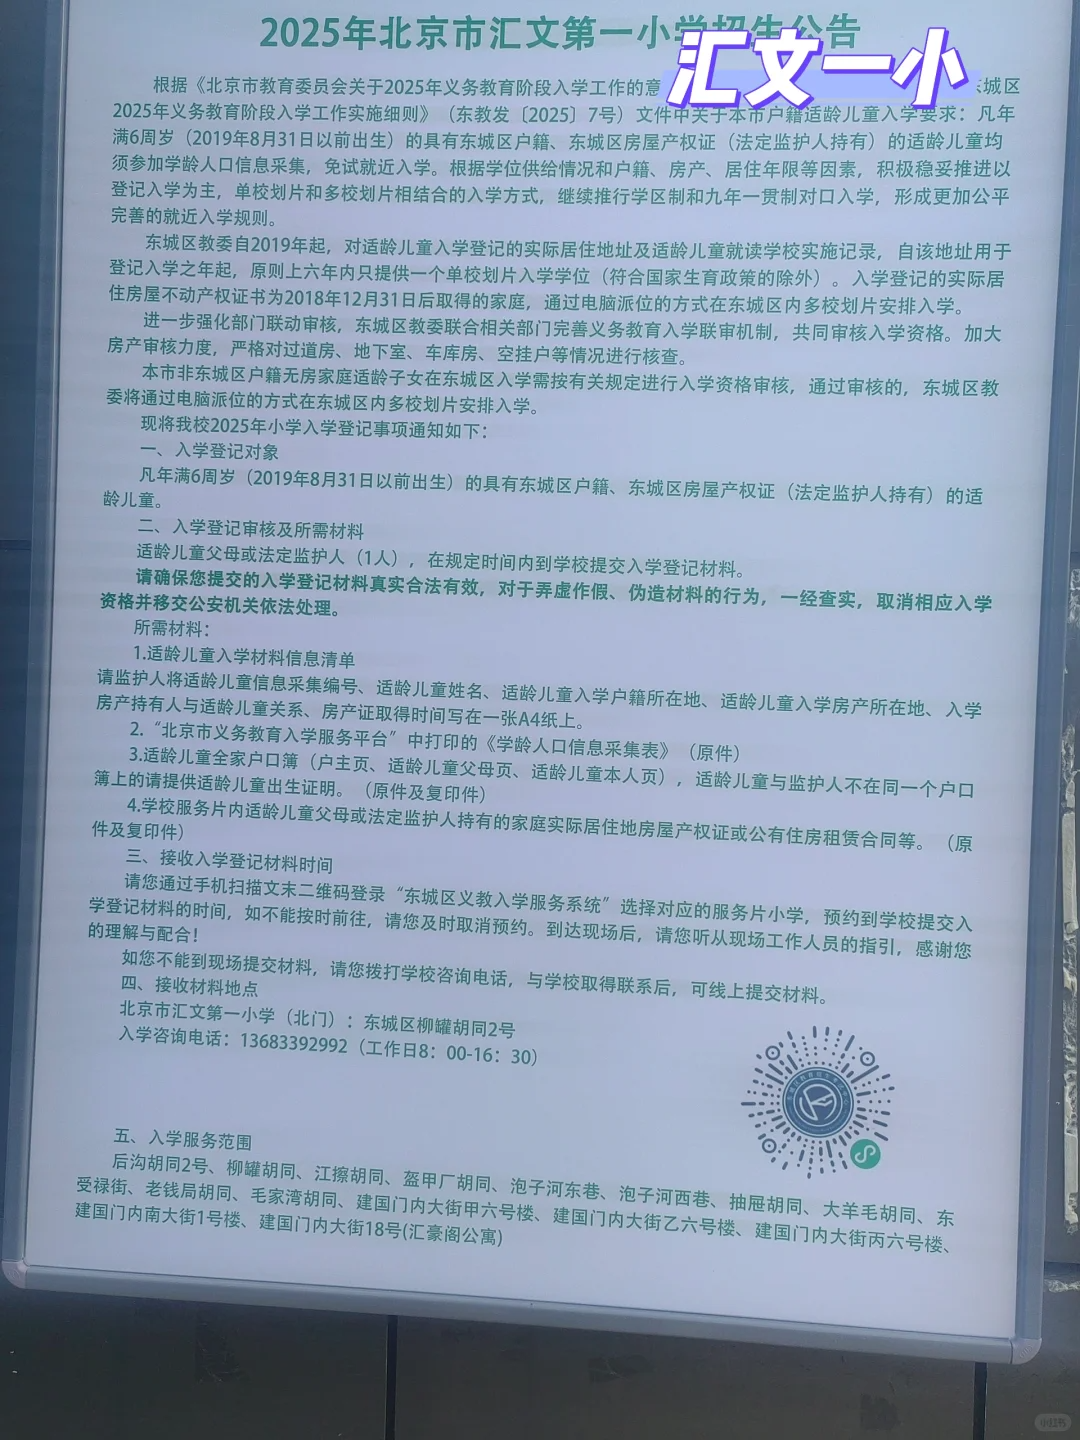 2025年北京市汇文第一小学招生公告
汇文一小
根据《北京市教育委员会关于2025年义务教育阶段入学工作的意
东城区
2025年义务教育阶段入学工作实施细则》（东教发〔2025〕7号）文件中关于本市户籍适龄儿童入学要求：凡年
满6周岁（2019年8月31日以前出生）的具有东城区户籍、东城区房屋产权证（法定监护人持有）的适龄儿童均
须参加学龄人口信息采集，免试就近入学。根据学位供给情况和户籍、房产、居住年限等因素，积极稳妥推进以
登记入学为主，单校划片和多校划片相结合的入学方式，继续推行学区制和九年一贯制对口入学，形成更加公平
完善的就近入学规则。
东城区教委自2019年起，对适龄儿童入学登记的实际居住地址及适龄儿童就读学校实施记录，自该地址用于
登记入学之年起，原则上六年内只提供一个单校划片入学学位（符合国家生育政策的除外）。入学登记的实际居
住房屋不动产权证书为2018年12月31日后取得的家庭，通过电脑派位的方式在东城区内多校划片安排入学。
进一步强化部门联动审核，东城区教委联合相关部门完善义务教育入学联审机制，共同审核入学资格。加大
房产审核力度，严格对过道房、地下室、车库房、空挂户等情况进行核查。
本市非东城区户籍无房家庭适龄子女在东城区入学需按有关规定进行入学资格审核，通过审核的，东城区教
委将通过电脑派位的方式在东城区内多校划片安排入学。
现将我校2025年小学入学登记事项通知如下：
一、入学登记对象
凡年满6周岁（2019年8月31日以前出生）的具有东城区户籍、东城区房屋产权证（法定监护人持有）的适
龄儿童。
二、入学登记审核及所需材料
适龄儿童父母或法定监护人（1人），在规定时间内到学校提交入学登记材料。
请确保您提交的入学登记材料真实合法有效，对于弄虚作假、伪造材料的行为，一经查实，取消相应入学
资格并移交公安机关依法处理。
所需材料：
1.适龄儿童入学材料信息清单
请监护人将适龄儿童信息采集编号、适龄儿童姓名、适龄儿童入学户籍所在地、适龄儿童入学房产所在地、入学
房产持有人与适龄儿童关系、房产证取得时间写在一张A4纸上。
2.“北京市义务教育入学服务平台”中打印的《学龄人口信息采集表》（原件）
3.适龄儿童全家户口簿（户主页、适龄儿童父母页、适龄儿童本人页），适龄儿童与监护人不在同一个户口
簿上的请提供适龄儿童出生证明。（原件及复印件）
4.学校服务片内适龄儿童父母或法定监护人持有的家庭实际居住地房屋产权证或公有住房租赁合同等。（原
件及复印件）
三、接收入学登记材料时间
请您通过手机扫描文末二维码登录“东城区义教入学服务系统”选择对应的服务片小学，预约到学校提交入
学登记材料的时间，如不能按时前往，请您及时取消预约。到达现场后，请您听从现场工作人员的指引，感谢您
的理解与配合！
如您不能到现场提交材料，请您拨打学校咨询电话，与学校取得联系后，可线上提交材料。
四、接收材料地点
北京市汇文第一小学（北门）：东城区柳罐胡同2号
入学咨询电话：13683392992（工作日8：00-16：30）
五、入学服务范围
后沟胡同2号、柳罐胡同、江擦胡同、盔甲厂胡同、泡子河东巷、泡子河西巷、抽屉胡同、大羊毛胡同、东
受禄街、老钱局胡同、毛家湾胡同、建国门内大街甲六号楼、建国门内大街乙六号楼、建国门内大街丙六号楼、
建国门内南大街1号楼、建国门内大街18号(汇豪阁公寓)
小红书